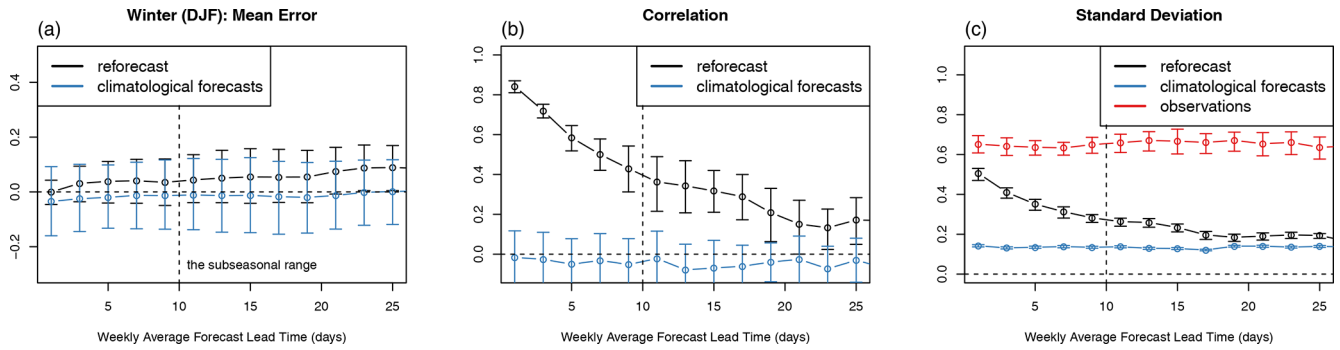 (a) Winter (DJF): Mean Error
reforecast
climatological forecasts
0.4
0.2
0.0
−0.2
the subseasonal range
5 10 15 20 25
Weekly Average Forecast Lead Time (days)
(b) Correlation
reforecast
climatological forecasts
1.0
0.8
0.6
0.4
0.2
0.0
5 10 15 20 25
Weekly Average Forecast Lead Time (days)
(c) Standard Deviation
reforecast
climatological forecasts
observations
1.0
0.8
0.6
0.4
0.2
0.0
5 10 15 20 25
Weekly Average Forecast Lead Time (days)